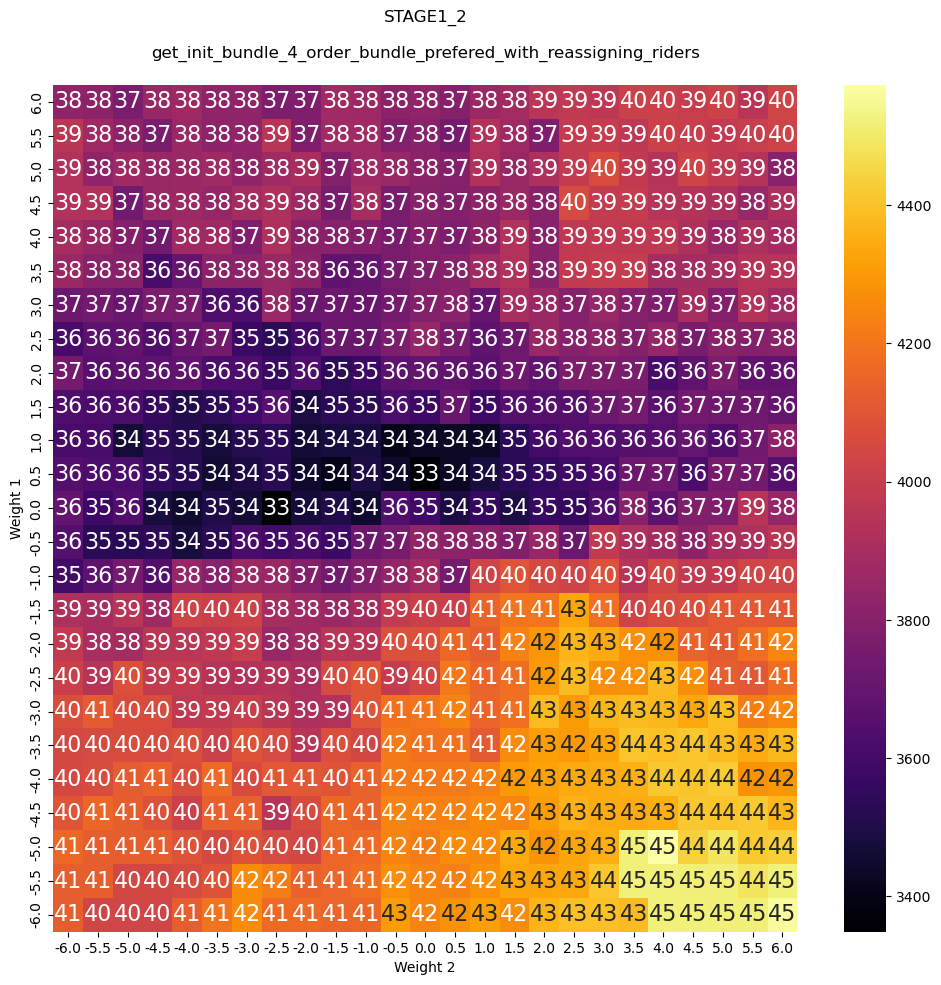 STAGE1_2
get_init_bundle_4_order_bundle_prefered_with_reassigning_riders
6.0 38 38 37 38 38 38 38 37 37 38 38 38 38 37 38 38 39 39 39 40 40 39 40 39 40
5.5 39 38 38 37 38 38 38 39 37 38 38 37 38 37 39 38 37 39 39 39 40 40 39 40 40
5.0 39 38 38 38 38 38 38 38 39 37 38 38 38 37 39 38 39 39 40 39 39 40 39 39 38
4.5 39 39 37 38 38 38 38 39 38 37 38 37 38 37 38 38 38 40 39 39 39 39 39 38 39
4.0 38 38 37 37 38 38 37 39 38 38 37 37 37 37 38 39 38 39 39 39 39 39 38 39 38
3.5 38 38 38 36 36 38 38 38 38 36 36 37 37 38 38 39 38 39 39 39 38 38 39 39 39
3.0 37 37 37 37 37 36 36 38 37 37 37 37 37 38 37 39 38 37 38 37 37 39 37 39 38
2.5 36 36 36 36 37 37 35 35 36 37 37 37 38 37 36 37 38 38 38 37 38 37 38 37 38
2.0 37 36 36 36 36 36 36 35 36 35 35 36 36 36 36 37 36 37 37 37 36 36 37 36 36
1.5 36 36 36 35 35 35 35 36 34 35 35 36 35 37 35 36 36 36 37 37 36 37 37 37 36
1.0 36 36 34 35 35 34 35 35 34 34 34 34 34 34 34 35 36 36 36 36 36 36 36 37 38
0.5 36 36 36 35 35 34 34 35 34 34 34 34 33 34 34 35 35 35 36 37 37 36 37 37 36
0.0 36 35 36 34 34 35 34 33 34 34 34 36 35 34 35 34 35 35 36 38 36 37 37 39 38
-0.5 36 35 35 35 34 35 36 35 36 35 37 37 38 38 38 37 38 37 39 39 38 38 39 39 39
-1.0 35 36 37 36 38 38 38 38 37 37 37 38 38 37 40 40 40 40 40 39 40 39 39 40 40
-1.5 39 39 39 38 40 40 40 38 38 38 38 39 40 40 41 41 41 43 41 40 40 40 41 41 41
-2.0 39 38 38 39 39 39 39 38 38 39 39 40 40 41 41 42 42 43 43 42 42 41 41 41 42
-2.5 40 39 40 39 39 39 39 39 39 40 40 39 40 42 41 41 42 43 42 42 43 42 41 41 41
-3.0 40 41 40 40 39 39 40 39 39 39 40 41 41 42 41 41 43 43 43 43 43 43 43 42 42
-3.5 40 40 40 40 40 40 40 40 39 40 40 42 41 41 41 42 43 42 43 44 43 44 43 43 43
-4.0 40 40 41 41 40 41 40 41 41 40 41 42 42 42 42 42 43 43 43 43 44 44 44 42 42
-4.5 40 41 41 40 40 41 41 39 40 41 41 42 42 42 42 42 43 43 43 43 43 44 44 44 43
-5.0 41 41 41 41 40 40 40 40 40 41 41 42 42 42 42 43 42 43 43 45 45 44 44 44 44
-5.5 41 41 40 40 40 40 42 42 41 41 41 42 42 42 42 43 43 43 44 45 45 45 45 44 45
-6.0 41 40 40 40 41 41 42 41 41 41 41 43 42 42 43 42 43 43 43 43 45 45 45 45 45
Weight 1
-6.0 -5.5 -5.0 -4.5 -4.0 -3.5 -3.0 -2.5 -2.0 -1.5 -1.0 -0.5 0.0 0.5 1.0 1.5 2.0 2.5 3.0 3.5 4.0 4.5 5.0 5.5 6.0
Weight 2
4400
4200
4000
3800
3600
3400